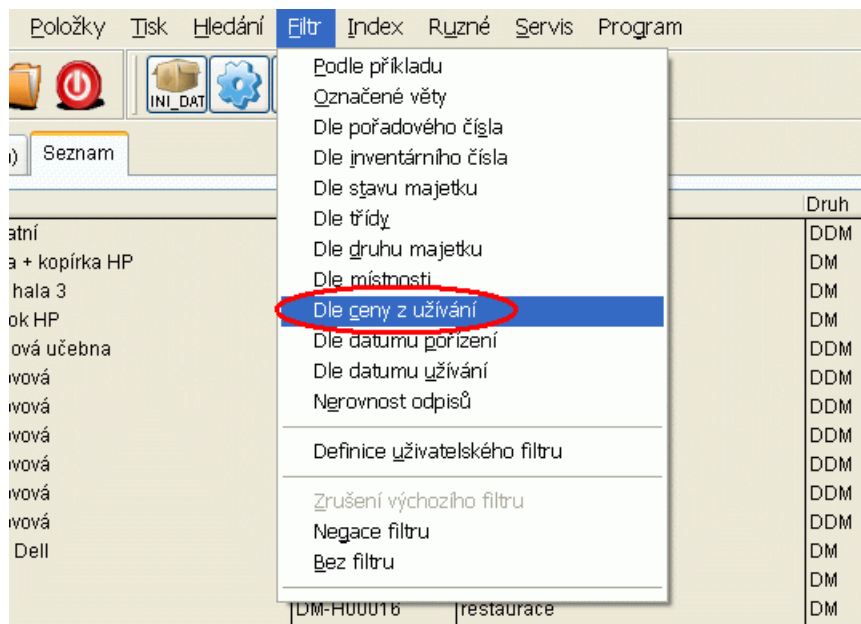 Položky Tisk Hledání Filtr Index Ruzné Servis Program
INI_DAT
Seznam
Podle příkladu
Označené věty
Dle pořadového čísla
Dle inventárního čísla
Dle stavu majetku
Dle třídy
Dle druhu majetku
Dle místnosti
Dle ceny z užívání
Dle datumu pořízení
Dle datumu užívání
Nerovnost odpisů
Definice uživatelského filtru
Zrušení výchozího filtru
Negace filtru
Bez filtru
Druh
atní DDM
a + kopírka HP DM
hala 3 DM
ok HP DM
ová učebna DDM
vová DDM
vová DDM
vová DDM
vová DDM
vová DDM
vová DDM
Dell DM
DM
DM-H00016 restaurace DM